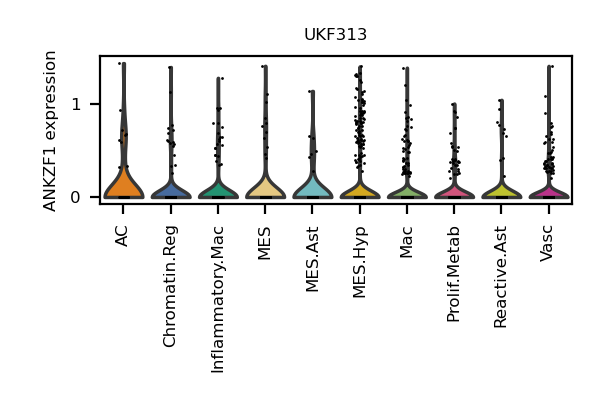 UKF313
ANKZF1 expression
1
0
AC
Chromatin.Reg
Inflammatory.Mac
MES
MES.Ast
MES.Hyp
Mac
Prolif.Metab
Reactive.Ast
Vasc